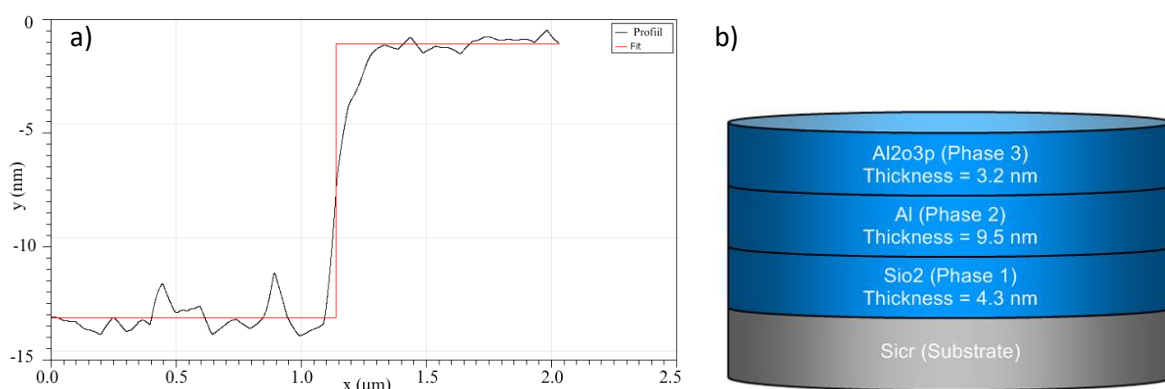 a)
Profiil
Fit
0
-5
-10
-15
y (nm)
0.0
0.5
1.0
1.5
2.0
2.5
x (µm)
b)
Al2o3p (Phase 3)
Thickness = 3.2 nm
Al (Phase 2)
Thickness = 9.5 nm
Sio2 (Phase 1)
Thickness = 4.3 nm
Sicr (Substrate)